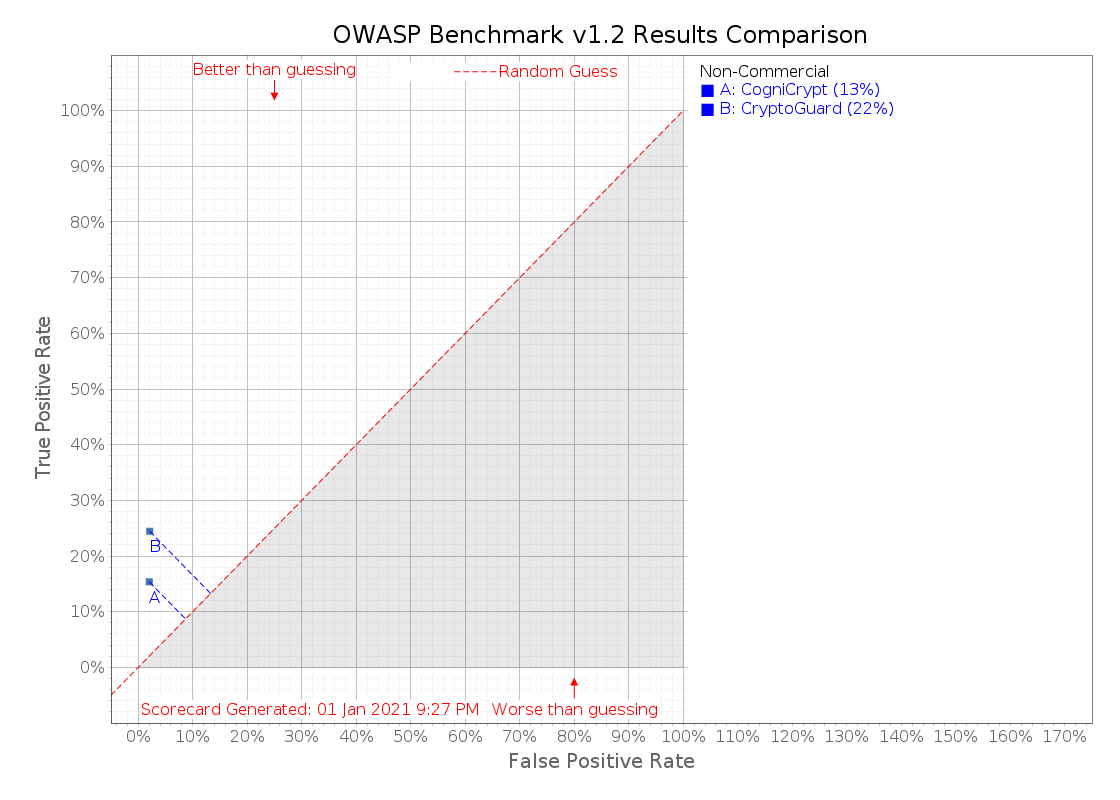 OWASP Benchmark v1.2 Results Comparison
Better than guessing
Random Guess
Non-Commercial
A: CogniCrypt (13%)
B: CryptoGuard (22%)
100%
90%
80%
70%
60%
50%
40%
30%
20%
10%
0%
True Positive Rate
B
A
Scorecard Generated: 01 Jan 2021 9:27 PM
Worse than guessing
0% 10% 20% 30% 40% 50% 60% 70% 80% 90% 100% 110% 120% 130% 140% 150% 160% 170%
False Positive Rate